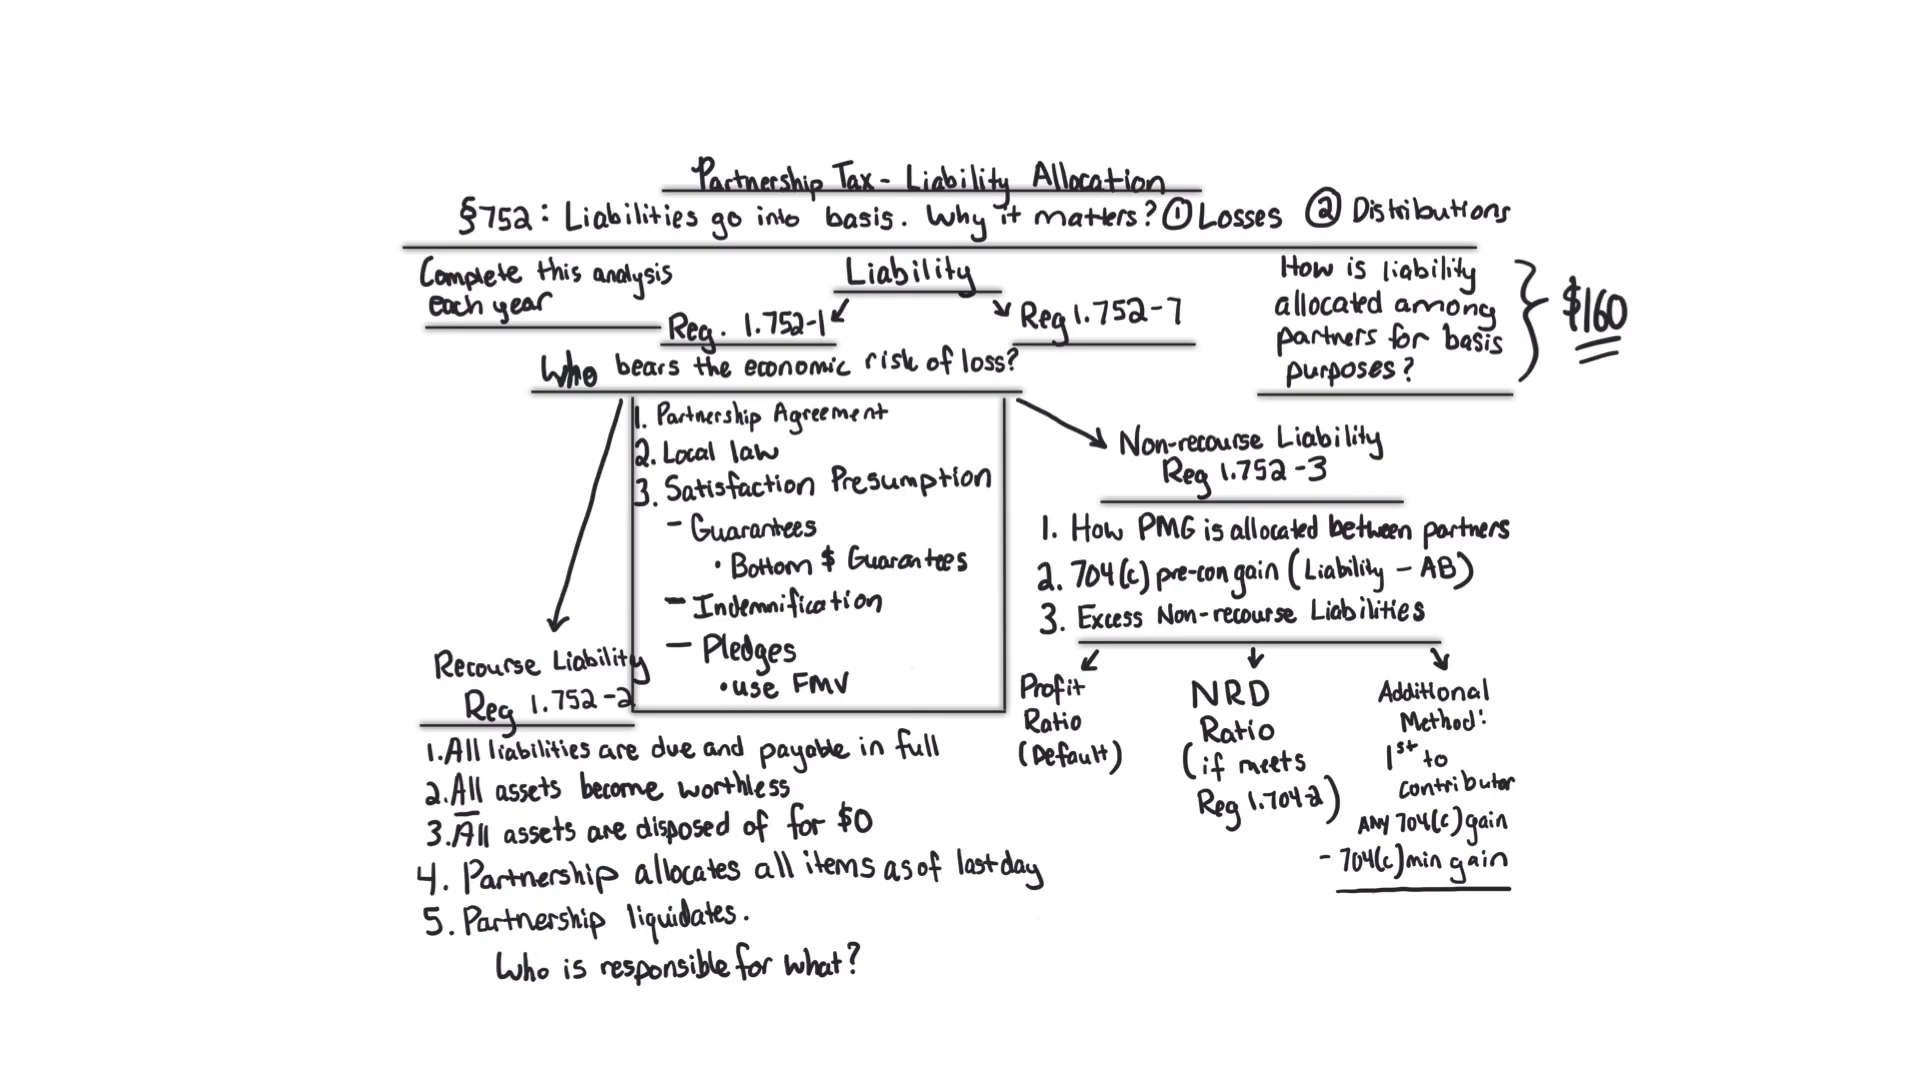 Partnership Tax - Liability Allocation
§752: Liabilities go into basis. Why it matters? ① Losses ② Distributions
Complete this analysis
each year
Liability
Reg. 1.752-1
Reg 1.752-7
How is liability
allocated among
partners for basis
purposes?
$160
Who bears the economic risk of loss?
1. Partnership Agreement
2. Local law
3. Satisfaction Presumption
- Guarantees
• Bottom $ Guarantees
- Indemnification
- Pledges
• use FMV
Non-recourse Liability
Reg 1.752-3
1. How PMG is allocated between partners
2. 704(c) pre-con gain (Liability - AB)
3. Excess Non-recourse Liabilities
Profit
Ratio
(Default)
NRD
Ratio
(if meets
Reg 1.704-2)
Additional
Method:
1st to
contributor
ANY 704(c) gain
- 704(c) min gain
Recourse Liability
Reg 1.752-2
1. All liabilities are due and payable in full
2. All assets become worthless
3. All assets are disposed of for $0
4. Partnership allocates all items as of last day
5. Partnership liquidates.
Who is responsible for what?